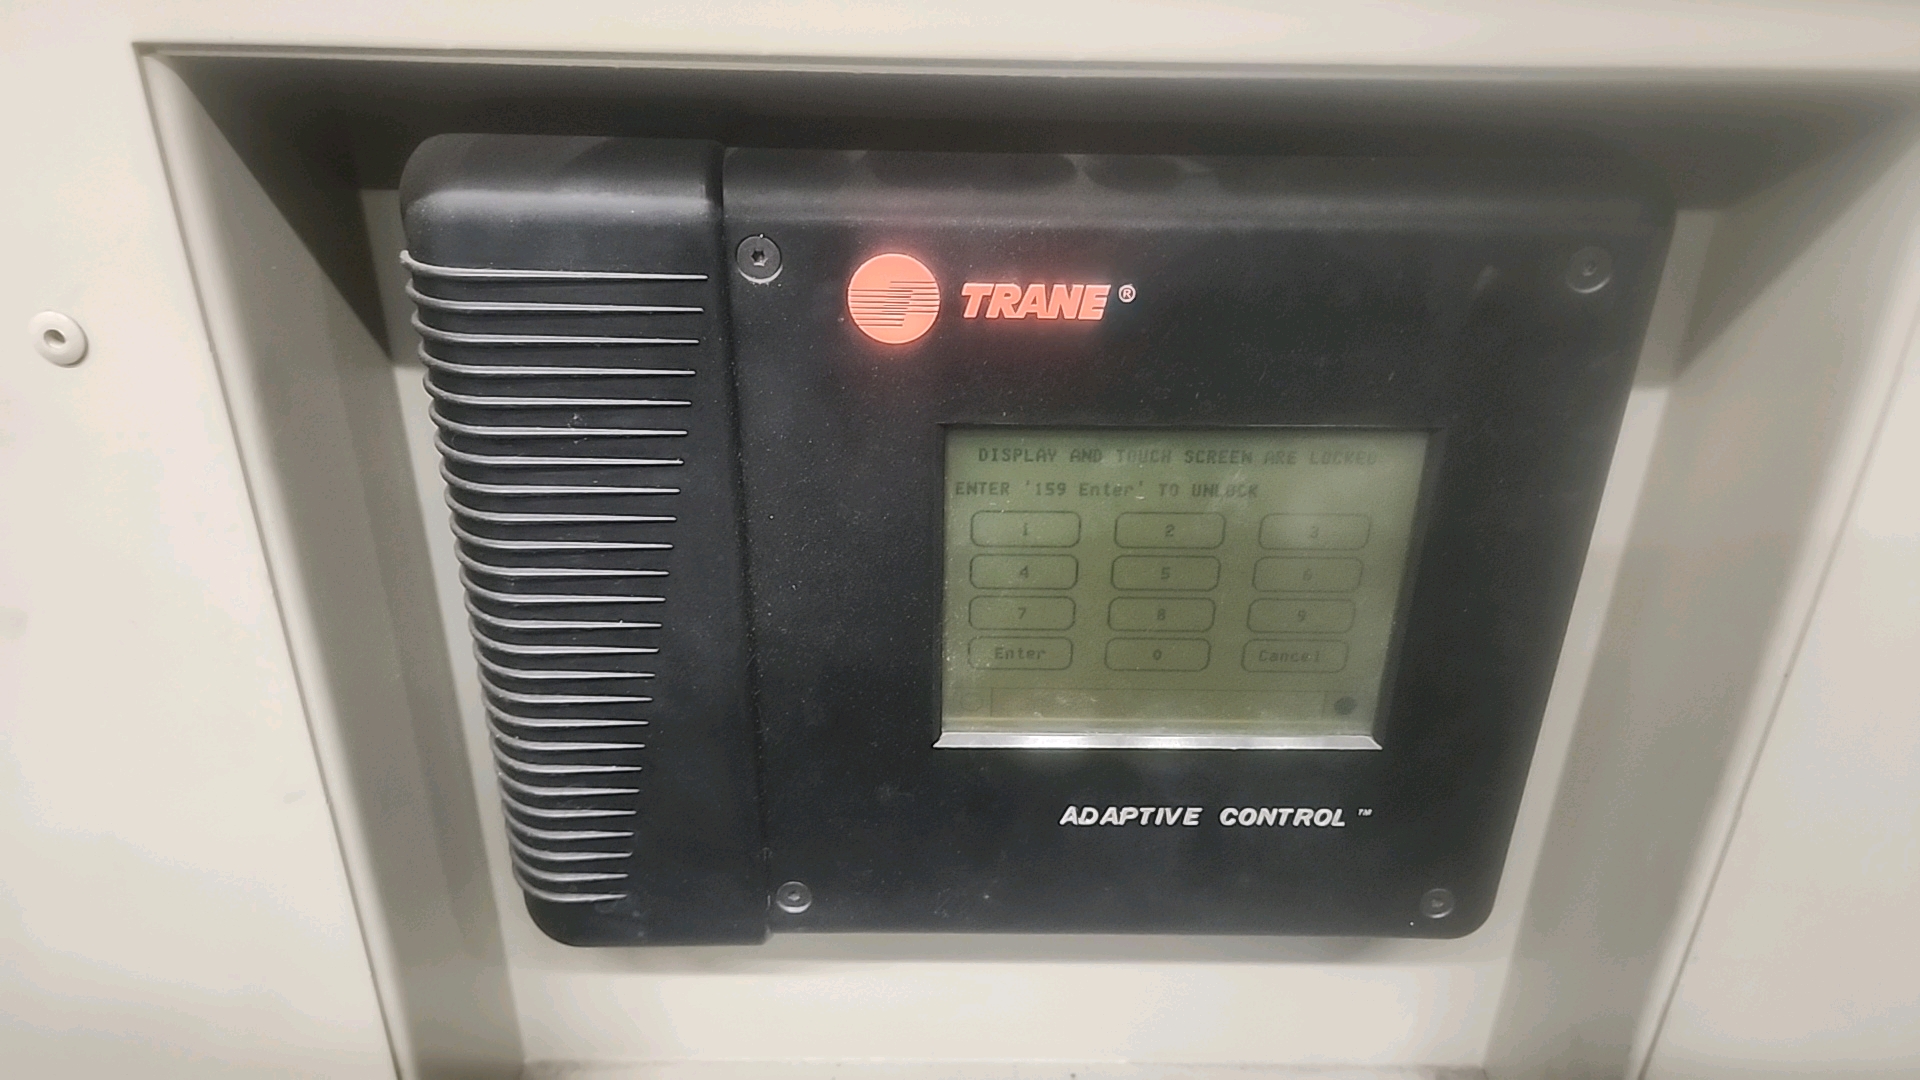 TRANE®
DISPLAY AND TOUCH SCREEN ARE LOCKED
ENTER '159 Enter' TO UNLOCK
1 2 3
4 5 6
7 8 9
Enter 0 Cancel
ADAPTIVE CONTROL™